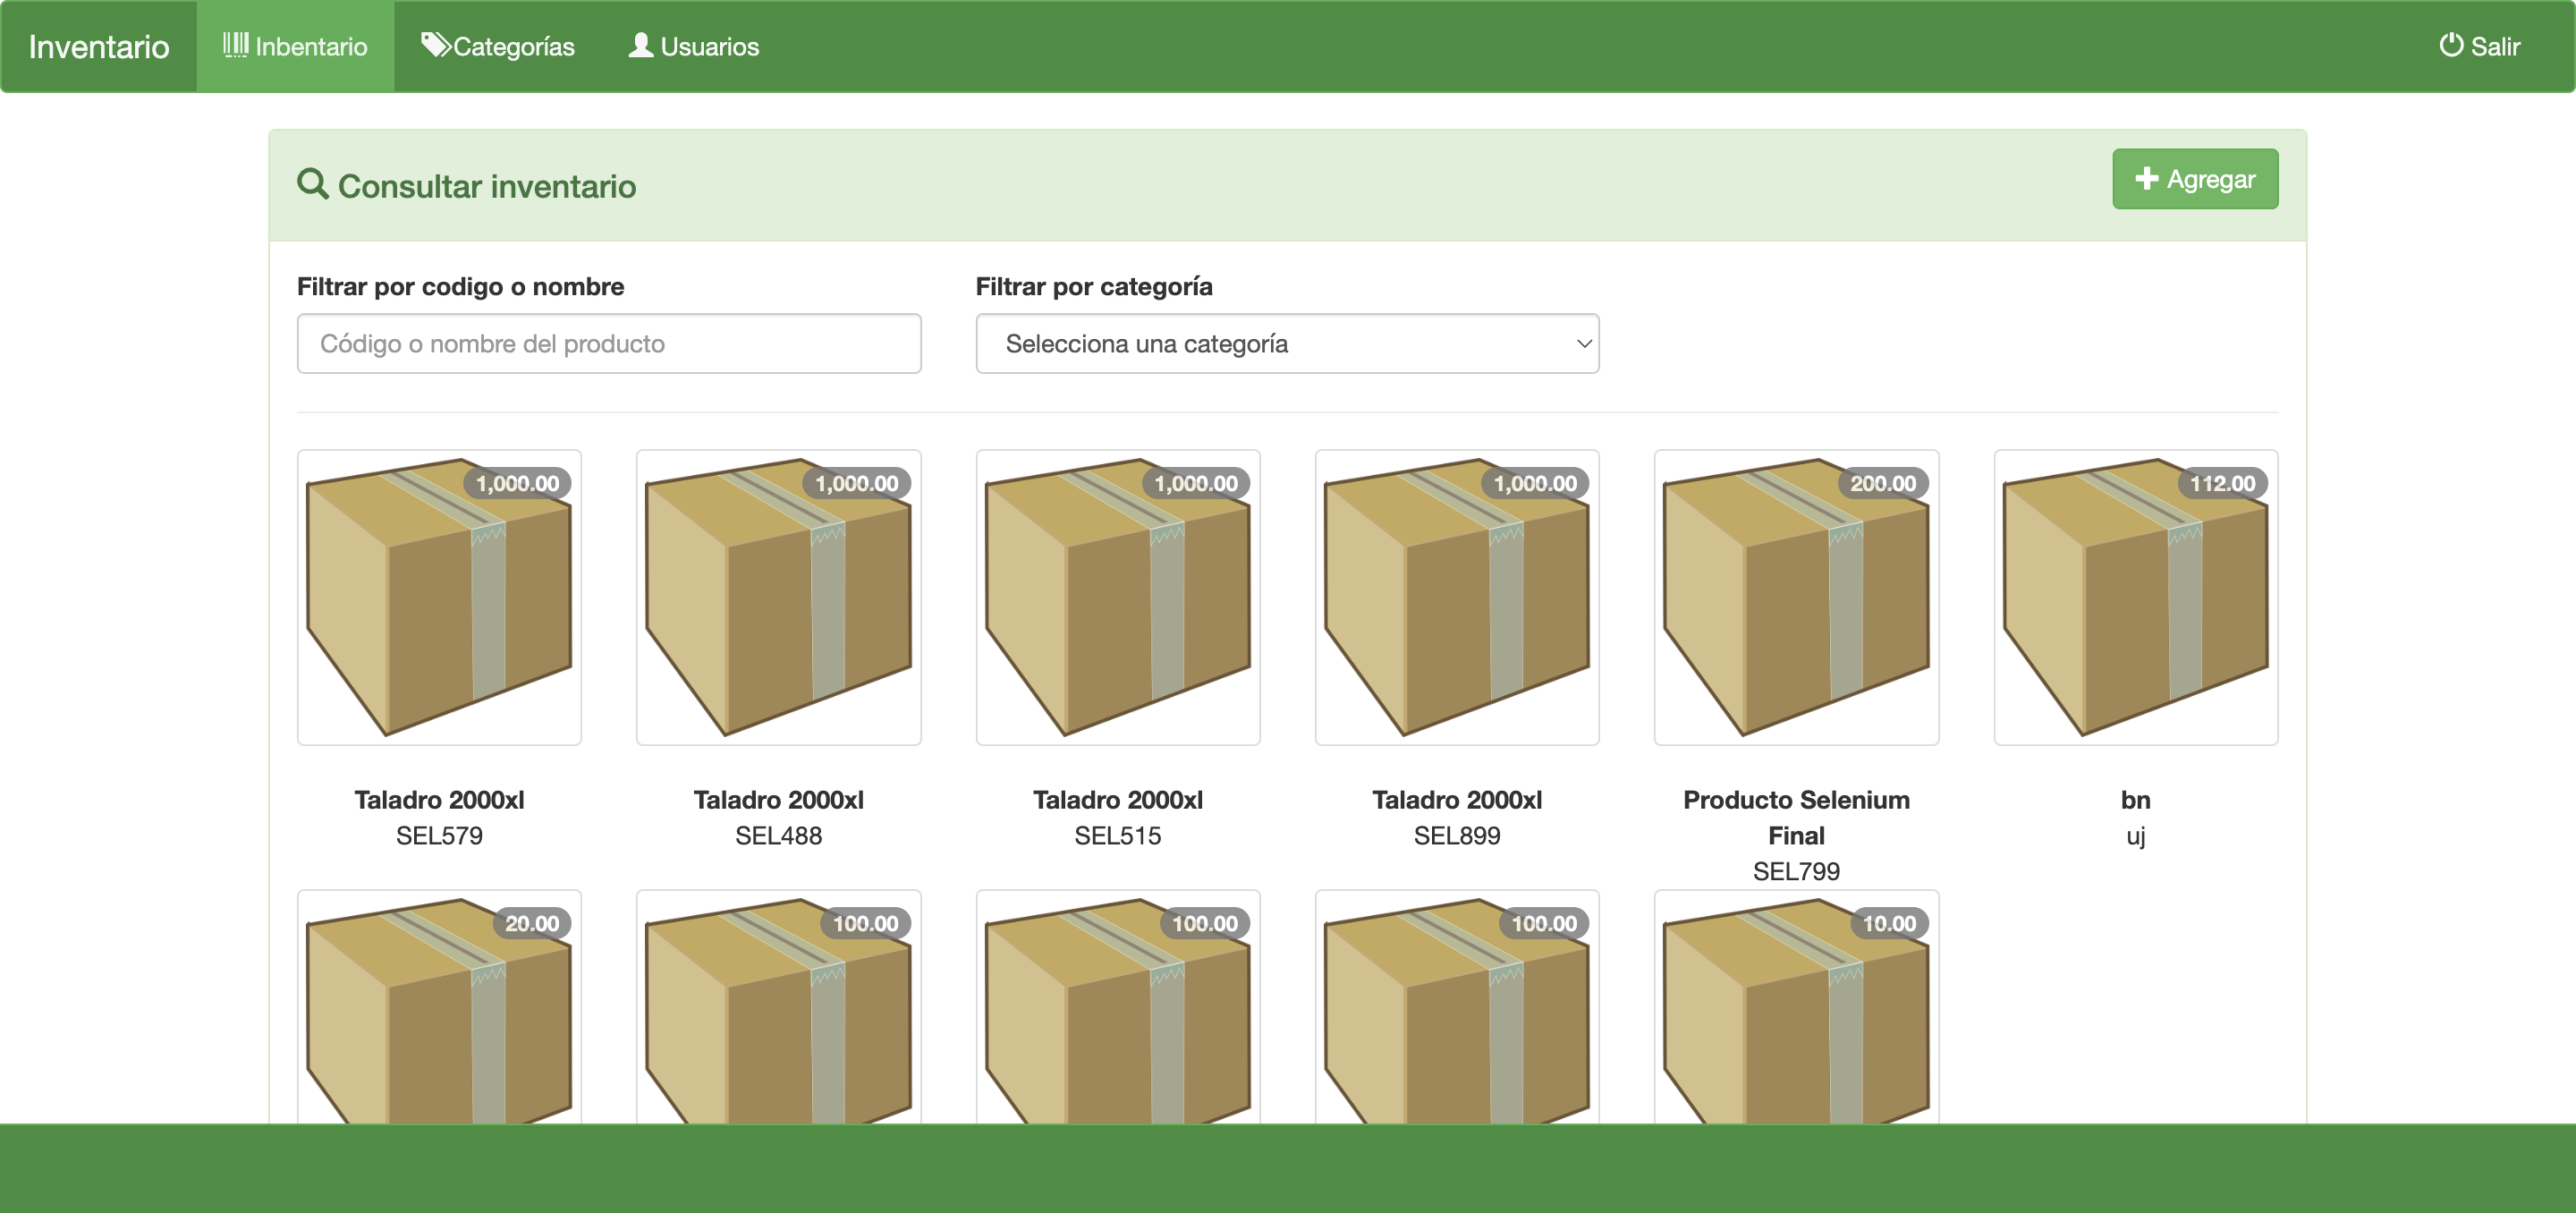 Inventario
Inbentario
Categorías
Usuarios
Salir
Consultar inventario
Agregar
Filtrar por codigo o nombre
Filtrar por categoría
Código o nombre del producto
Selecciona una categoría
1,000.00
1,000.00
1,000.00
1,000.00
200.00
112.00
Taladro 2000xl
SEL579
Taladro 2000xl
SEL488
Taladro 2000xl
SEL515
Taladro 2000xl
SEL899
Producto Selenium
Final
SEL799
bn
uj
20.00
100.00
100.00
100.00
10.00